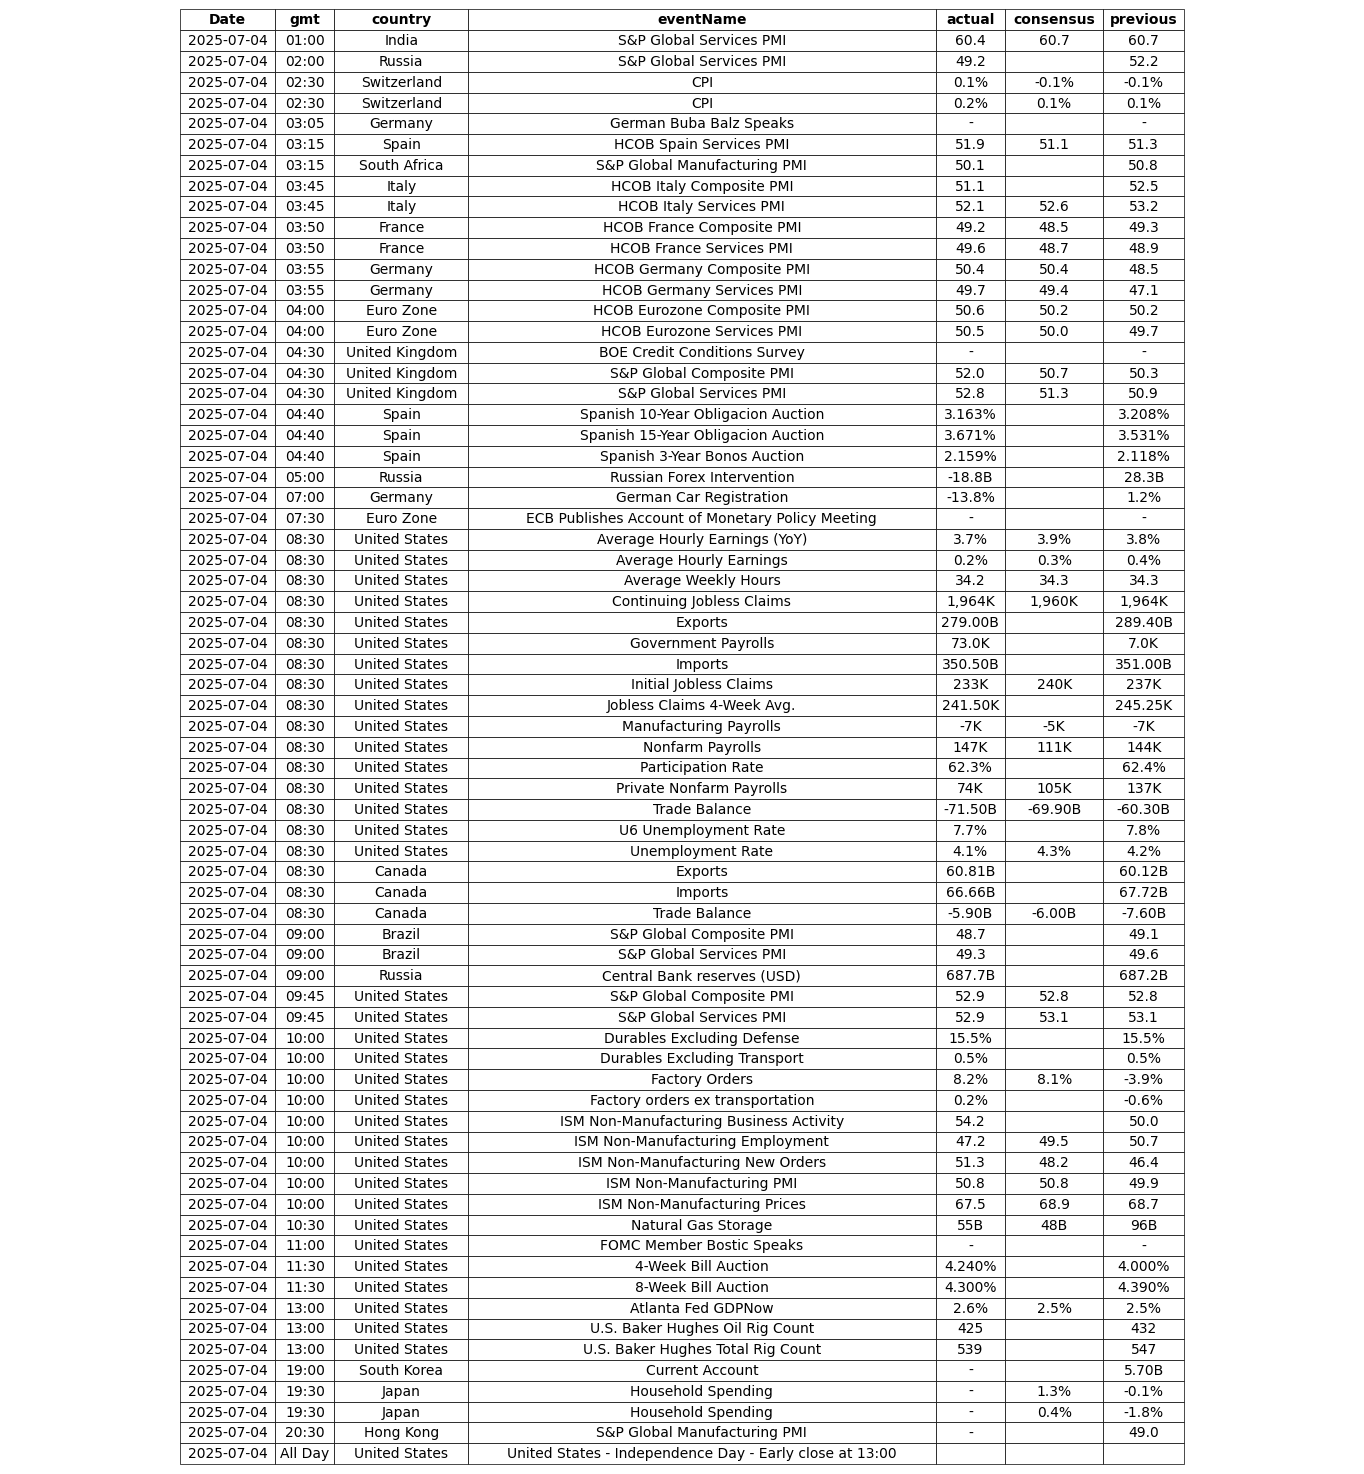 Date gmt country eventName actual consensus previous
2025-07-04 01:00 India S&P Global Services PMI 60.4 60.7 60.7
2025-07-04 02:00 Russia S&P Global Services PMI 49.2 52.2
2025-07-04 02:30 Switzerland CPI 0.1% -0.1% -0.1%
2025-07-04 02:30 Switzerland CPI 0.2% 0.1% 0.1%
2025-07-04 03:05 Germany German Buba Balz Speaks - -
2025-07-04 03:15 Spain HCOB Spain Services PMI 51.9 51.1 51.3
2025-07-04 03:15 South Africa S&P Global Manufacturing PMI 50.1 50.8
2025-07-04 03:45 Italy HCOB Italy Composite PMI 51.1 52.5
2025-07-04 03:45 Italy HCOB Italy Services PMI 52.1 52.6 53.2
2025-07-04 03:50 France HCOB France Composite PMI 49.2 48.5 49.3
2025-07-04 03:50 France HCOB France Services PMI 49.6 48.7 48.9
2025-07-04 03:55 Germany HCOB Germany Composite PMI 50.4 50.4 48.5
2025-07-04 03:55 Germany HCOB Germany Services PMI 49.7 49.4 47.1
2025-07-04 04:00 Euro Zone HCOB Eurozone Composite PMI 50.6 50.2 50.2
2025-07-04 04:00 Euro Zone HCOB Eurozone Services PMI 50.5 50.0 49.7
2025-07-04 04:30 United Kingdom BOE Credit Conditions Survey - -
2025-07-04 04:30 United Kingdom S&P Global Composite PMI 52.0 50.7 50.3
2025-07-04 04:30 United Kingdom S&P Global Services PMI 52.8 51.3 50.9
2025-07-04 04:40 Spain Spanish 10-Year Obligacion Auction 3.163% 3.208%
2025-07-04 04:40 Spain Spanish 15-Year Obligacion Auction 3.671% 3.531%
2025-07-04 04:40 Spain Spanish 3-Year Bonos Auction 2.159% 2.118%
2025-07-04 05:00 Russia Russian Forex Intervention -18.8B 28.3B
2025-07-04 07:00 Germany German Car Registration -13.8% 1.2%
2025-07-04 07:30 Euro Zone ECB Publishes Account of Monetary Policy Meeting - -
2025-07-04 08:30 United States Average Hourly Earnings (YoY) 3.7% 3.9% 3.8%
2025-07-04 08:30 United States Average Hourly Earnings 0.2% 0.3% 0.4%
2025-07-04 08:30 United States Average Weekly Hours 34.2 34.3 34.3
2025-07-04 08:30 United States Continuing Jobless Claims 1,964K 1,960K 1,964K
2025-07-04 08:30 United States Exports 279.00B 289.40B
2025-07-04 08:30 United States Government Payrolls 73.0K 7.0K
2025-07-04 08:30 United States Imports 350.50B 351.00B
2025-07-04 08:30 United States Initial Jobless Claims 233K 240K 237K
2025-07-04 08:30 United States Jobless Claims 4-Week Avg. 241.50K 245.25K
2025-07-04 08:30 United States Manufacturing Payrolls -7K -5K -7K
2025-07-04 08:30 United States Nonfarm Payrolls 147K 111K 144K
2025-07-04 08:30 United States Participation Rate 62.3% 62.4%
2025-07-04 08:30 United States Private Nonfarm Payrolls 74K 105K 137K
2025-07-04 08:30 United States Trade Balance -71.50B -69.90B -60.30B
2025-07-04 08:30 United States U6 Unemployment Rate 7.7% 7.8%
2025-07-04 08:30 United States Unemployment Rate 4.1% 4.3% 4.2%
2025-07-04 08:30 Canada Exports 60.81B 60.12B
2025-07-04 08:30 Canada Imports 66.66B 67.72B
2025-07-04 08:30 Canada Trade Balance -5.90B -6.00B -7.60B
2025-07-04 09:00 Brazil S&P Global Composite PMI 48.7 49.1
2025-07-04 09:00 Brazil S&P Global Services PMI 49.3 49.6
2025-07-04 09:00 Russia Central Bank reserves (USD) 687.7B 687.2B
2025-07-04 09:45 United States S&P Global Composite PMI 52.9 52.8 52.8
2025-07-04 09:45 United States S&P Global Services PMI 52.9 53.1 53.1
2025-07-04 10:00 United States Durables Excluding Defense 15.5% 15.5%
2025-07-04 10:00 United States Durables Excluding Transport 0.5% 0.5%
2025-07-04 10:00 United States Factory Orders 8.2% 8.1% -3.9%
2025-07-04 10:00 United States Factory orders ex transportation 0.2% -0.6%
2025-07-04 10:00 United States ISM Non-Manufacturing Business Activity 54.2 50.0
2025-07-04 10:00 United States ISM Non-Manufacturing Employment 47.2 49.5 50.7
2025-07-04 10:00 United States ISM Non-Manufacturing New Orders 51.3 48.2 46.4
2025-07-04 10:00 United States ISM Non-Manufacturing PMI 50.8 50.8 49.9
2025-07-04 10:00 United States ISM Non-Manufacturing Prices 67.5 68.9 68.7
2025-07-04 10:30 United States Natural Gas Storage 55B 48B 96B
2025-07-04 11:00 United States FOMC Member Bostic Speaks - -
2025-07-04 11:30 United States 4-Week Bill Auction 4.240% 4.000%
2025-07-04 11:30 United States 8-Week Bill Auction 4.300% 4.390%
2025-07-04 13:00 United States Atlanta Fed GDPNow 2.6% 2.5% 2.5%
2025-07-04 13:00 United States U.S. Baker Hughes Oil Rig Count 425 432
2025-07-04 13:00 United States U.S. Baker Hughes Total Rig Count 539 547
2025-07-04 19:00 South Korea Current Account - 5.70B
2025-07-04 19:30 Japan Household Spending - 1.3% -0.1%
2025-07-04 19:30 Japan Household Spending - 0.4% -1.8%
2025-07-04 20:30 Hong Kong S&P Global Manufacturing PMI - 49.0
2025-07-04 All Day United States United States - Independence Day - Early close at 13:00